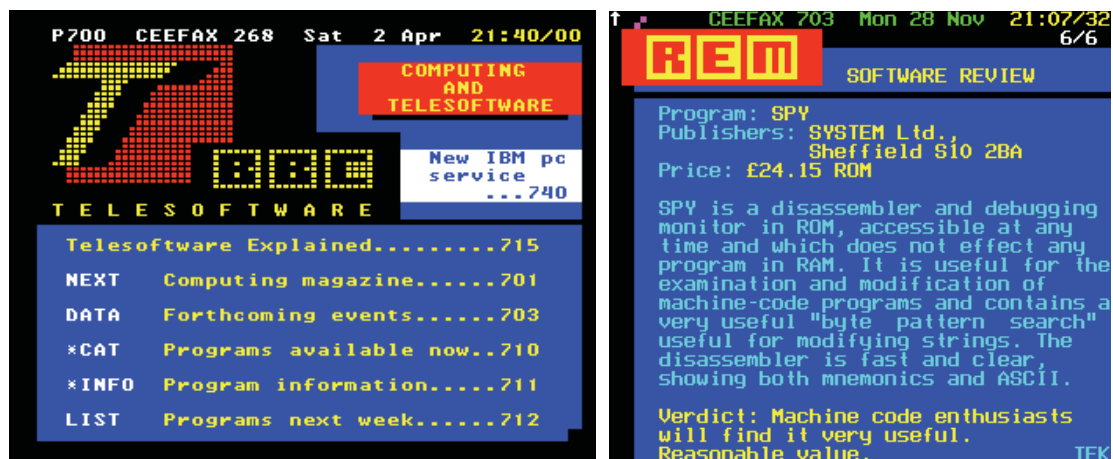 P700 CEEFAX 268 Sat 2 Apr 21:40/00
T
BBC
COMPUTING
AND
TELESOFTWARE
New IBM pc
service
...740
TELESOFTWARE
Telesoftware Explained.........715
NEXT Computing magazine......701
DATA Forthcoming events......703
*CAT Programs available now..710
*INFO Program information.....711
LIST Programs next week......712
↑ CEEFAX 703 Mon 28 Nov 21:07/32
6/6
REM
SOFTWARE REVIEW
Program: SPY
Publishers: SYSTEM Ltd.,
Sheffield S10 2BA
Price: £24.15 ROM
SPY is a disassembler and debugging
monitor in ROM, accessible at any
time and which does not effect any
program in RAM. It is useful for the
examination and modification of
machine-code programs and contains a
very useful "byte pattern search"
useful for modifying strings. The
disassembler is fast and clear,
showing both mnemonics and ASCII.
Verdict: Machine code enthusiasts
will find it very useful.
Reasonable value. TEK